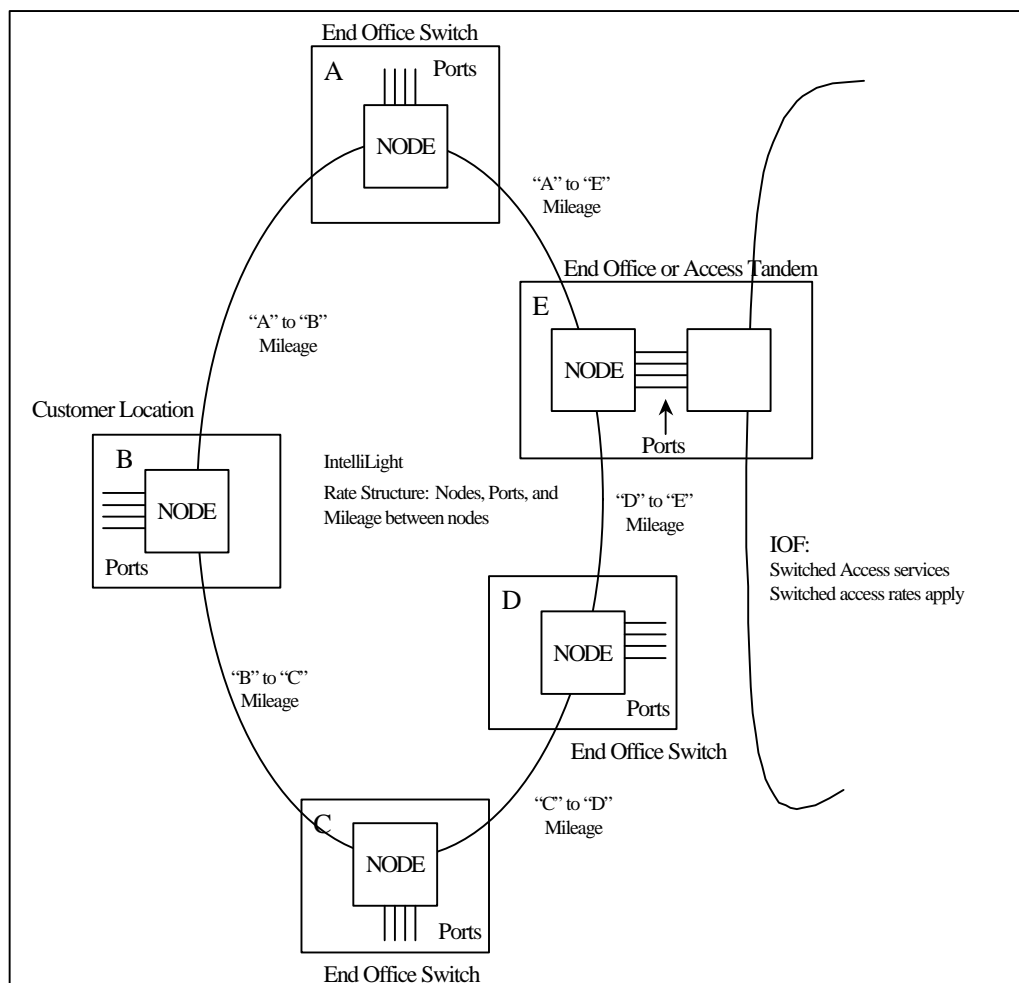 End Office Switch
A
Ports
NODE
“A” to “E”
Mileage
End Office or Access Tandem
E
NODE
Ports
“A” to “B”
Mileage
Customer Location
B
NODE
Ports
IntelliLight
Rate Structure: Nodes, Ports, and
Mileage between nodes
“D” to “E”
Mileage
IOF:
Switched Access services
Switched access rates apply
D
NODE
Ports
End Office Switch
“B” to “C”
Mileage
“C” to “D”
Mileage
C
NODE
Ports
End Office Switch